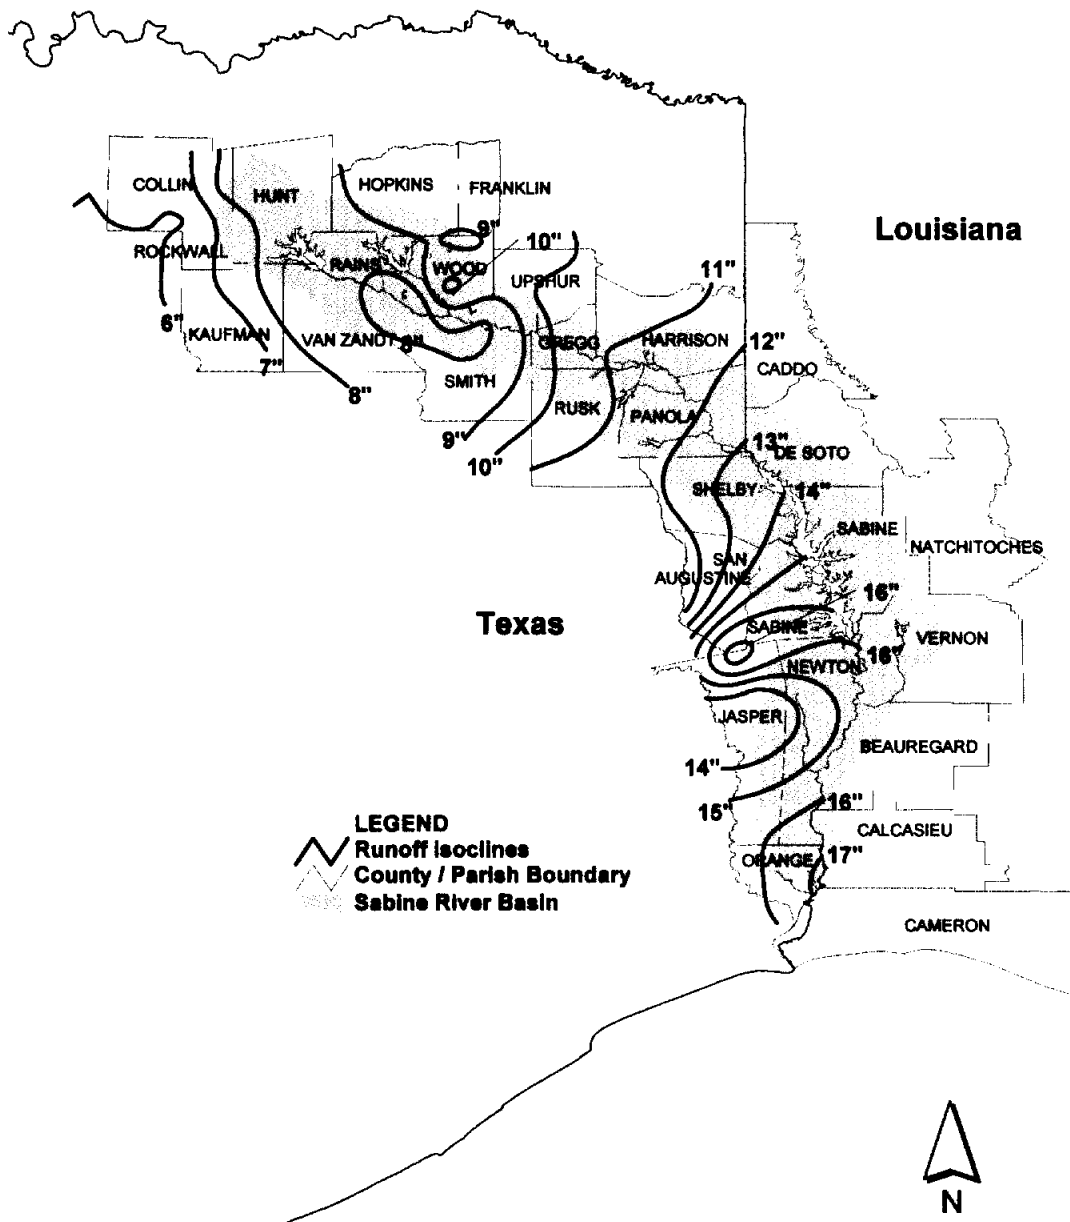 COLLIN
HUNT
HOPKINS
FRANKLIN
Louisiana
9"
10"
ROCKWALL
RAINS
WOOD
UPSHUR
11"
6"
KAUFMAN
VAN ZANDT
GREGG
HARRISON
12"
7"
CADDO
8"
SMITH
RUSK
PANOLA
9"
10"
13"
DE SOTO
SHELBY
14"
SABINE
NATCHITOCHES
SAN
AUGUSTINE
16"
Texas
SABINE
VERNON
NEWTON
16"
JASPER
BEAUREGARD
14"
15"
16"
LEGEND
Runoff Isoclines
County / Parish Boundary
Sabine River Basin
CALCASIEU
ORANGE
17"
CAMERON
N